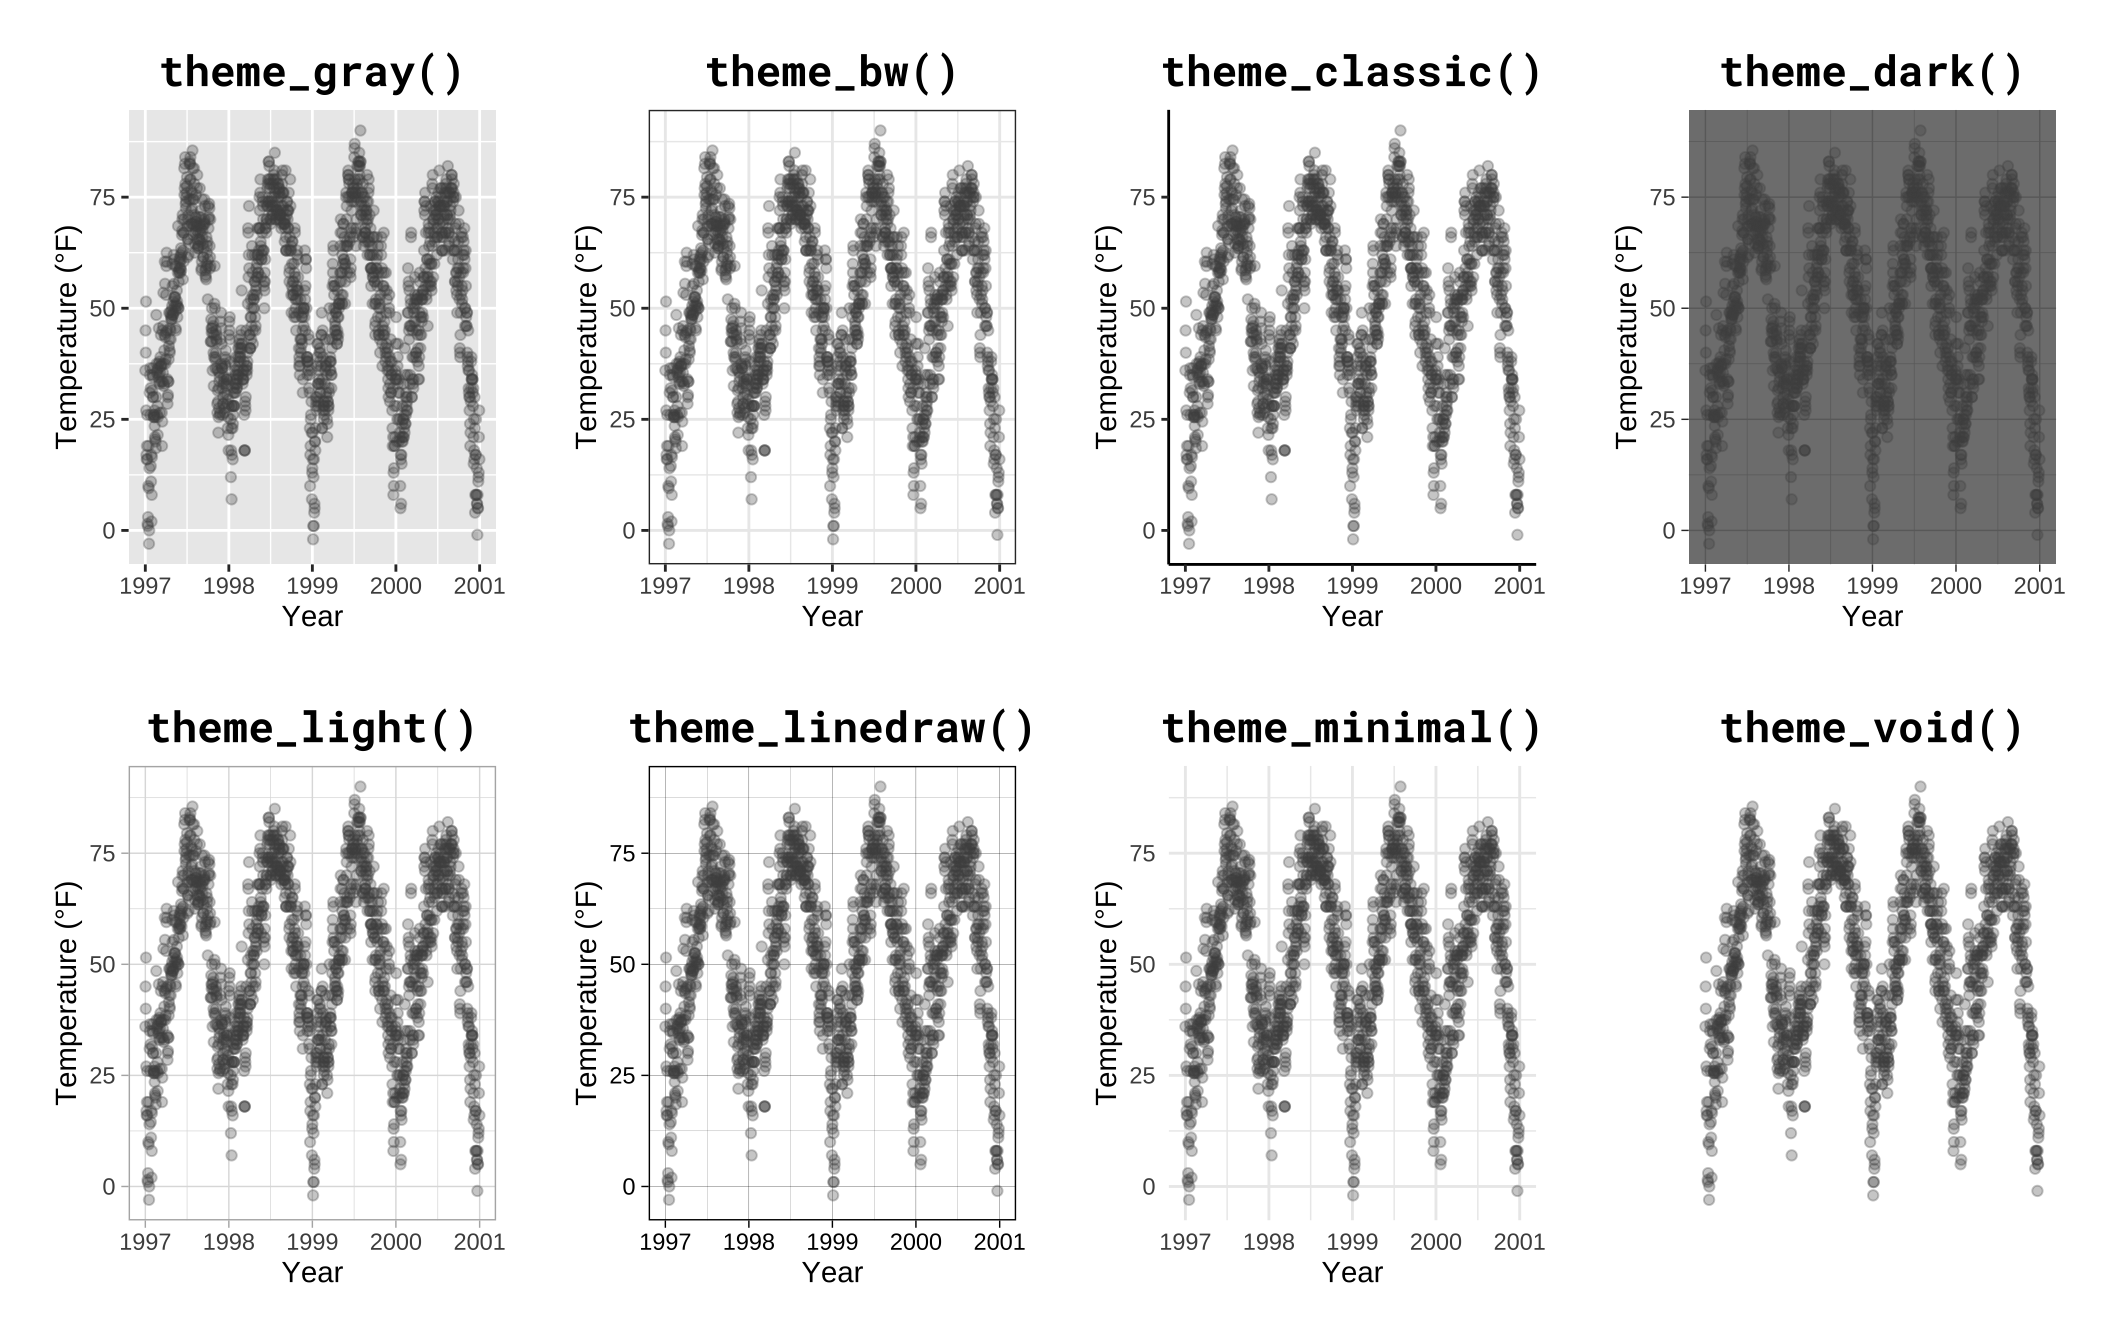 theme_gray()
Temperature (°F)
75
50
25
0
1997 1998 1999 2000 2001
Year
theme_bw()
Temperature (°F)
75
50
25
0
1997 1998 1999 2000 2001
Year
theme_classic()
Temperature (°F)
75
50
25
0
1997 1998 1999 2000 2001
Year
theme_dark()
Temperature (°F)
75
50
25
0
1997 1998 1999 2000 2001
Year
theme_light()
Temperature (°F)
75
50
25
0
1997 1998 1999 2000 2001
Year
theme_linedraw()
Temperature (°F)
75
50
25
0
1997 1998 1999 2000 2001
Year
theme_minimal()
Temperature (°F)
75
50
25
0
1997 1998 1999 2000 2001
Year
theme_void()